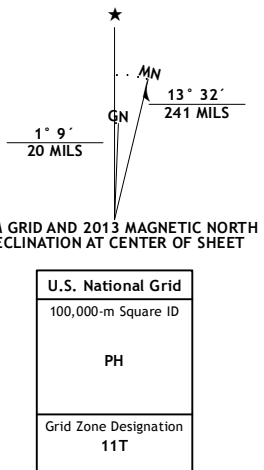 ★
MN
GN
13° 32´
241 MILS
1° 9´
20 MILS
GRID AND 2013 MAGNETIC NORTH
DECLINATION AT CENTER OF SHEET
U.S. National Grid
100,000-m Square ID
PH
Grid Zone Designation
11T